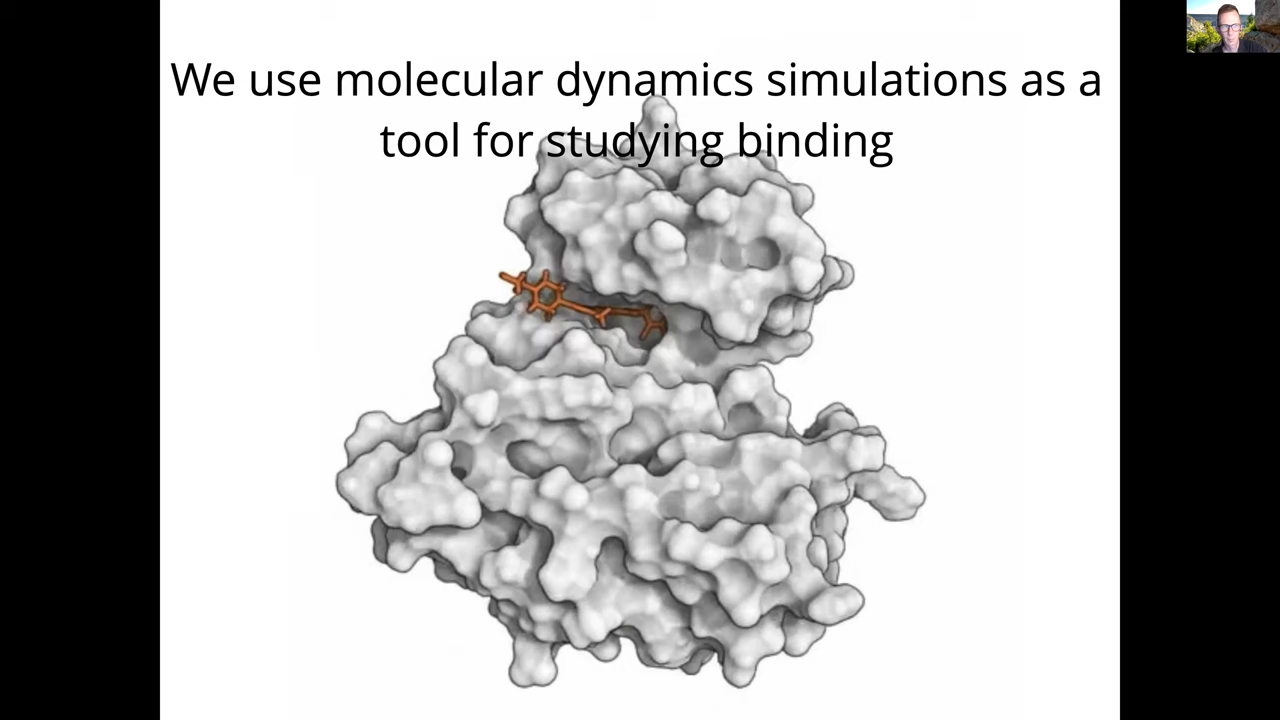 We use molecular dynamics simulations as a
tool for studying binding